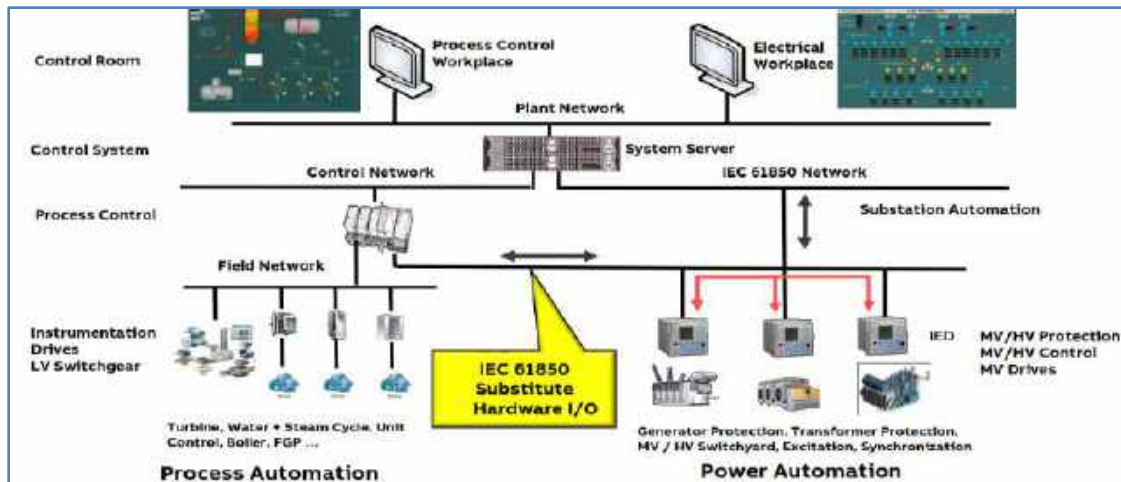 Control Room
Process Control
Workplace
Electrical
Workplace
Plant Network
Control System
System Server
Control Network
IEC 61850 Network
Process Control
Substation Automation
Field Network
Instrumentation
Drives
LV Switchgear
IEC 61850
Substitute
Hardware I/O
IED
MV/HV Protection
MV/HV Control
MV Drives
Turbine, Water + Steam Cycle, Unit
Control, Boiler, FGP ...
Generator Protection, Transformer Protection,
MV / HV Switchyard, Excitation, Synchronization
Process Automation
Power Automation